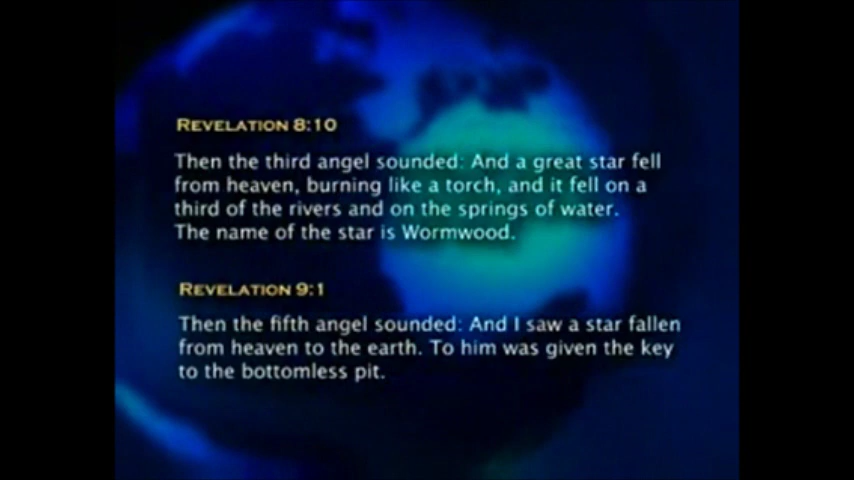 REVELATION 8:10
Then the third angel sounded: And a great star fell
from heaven, burning like a torch, and it fell on a
third of the rivers and on the springs of water.
The name of the star is Wormwood.
REVELATION 9:1
Then the fifth angel sounded: And I saw a star fallen
from heaven to the earth. To him was given the key
to the bottomless pit.